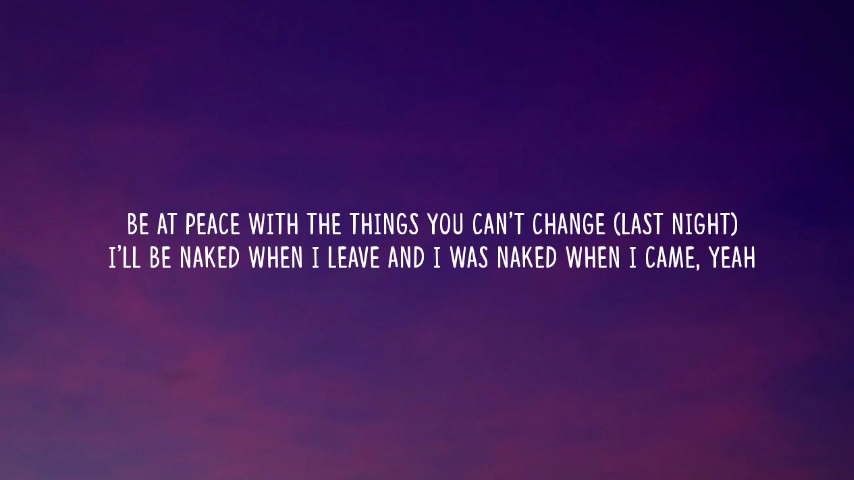 BE AT PEACE WITH THE THINGS YOU CAN'T CHANGE (LAST NIGHT)
I'LL BE NAKED WHEN I LEAVE AND I WAS NAKED WHEN I CAME, YEAH